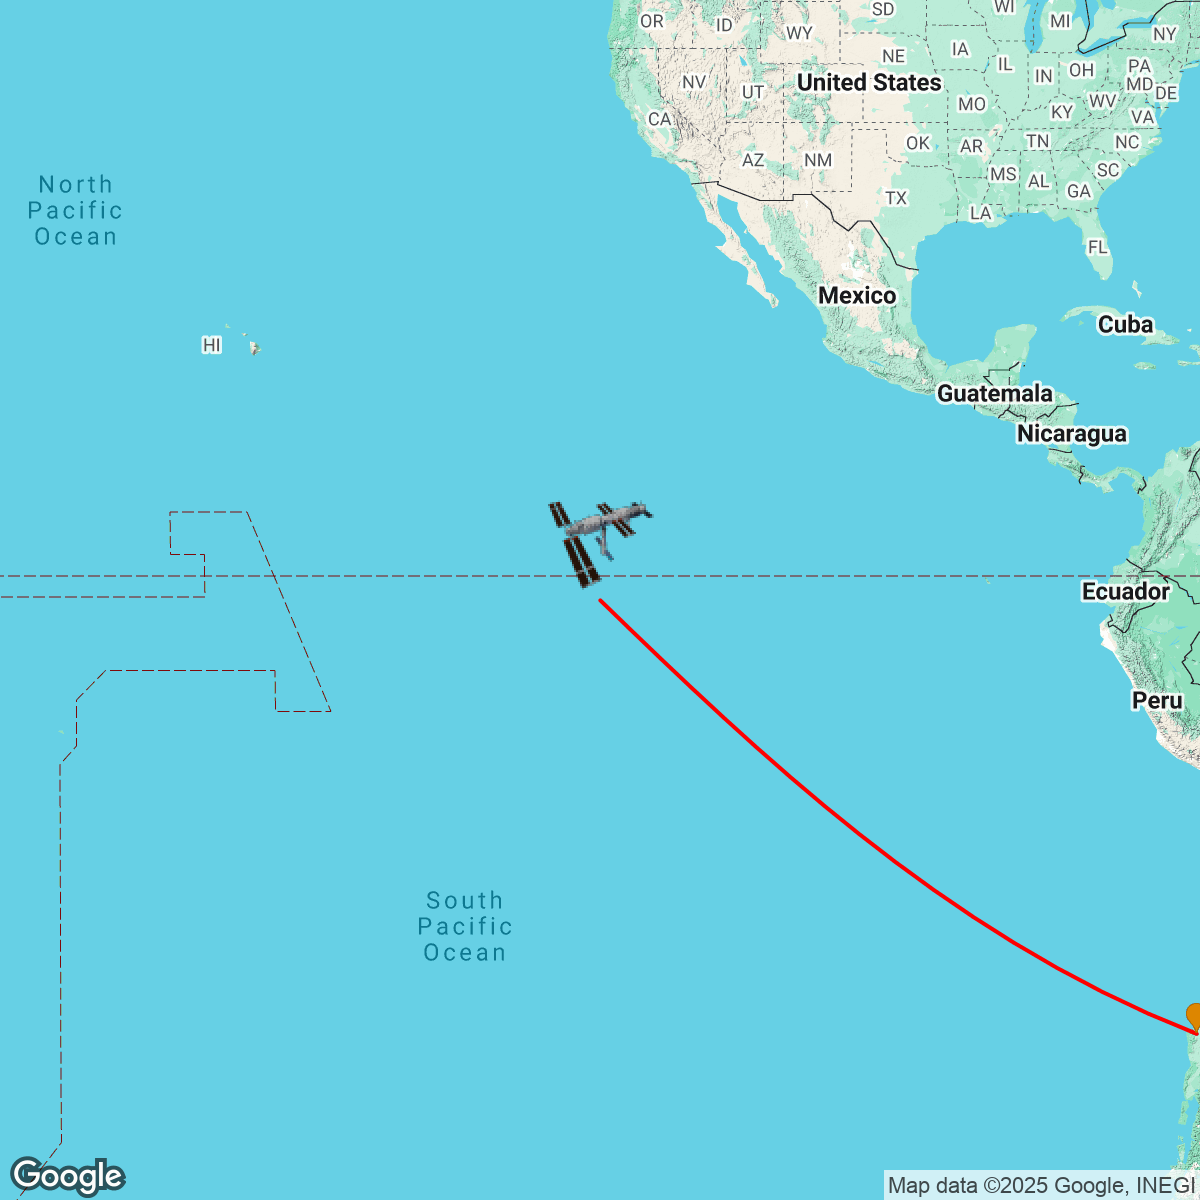 WI
SD
OR
ID
MI
WY
NY
IA
NE
IL
OH
PA
IN
NV
United States
MD
UT
DE
WV
MO
KY
VA
CA
TN
NC
OK
AR
AZ
NM
SC
MS
AL
GA
North
Pacific
Ocean
TX
LA
FL
Mexico
Cuba
HI
Guatemala
Nicaragua
Ecuador
Peru
South
Pacific
Ocean
Google
Map data ©2025 Google, INEGI